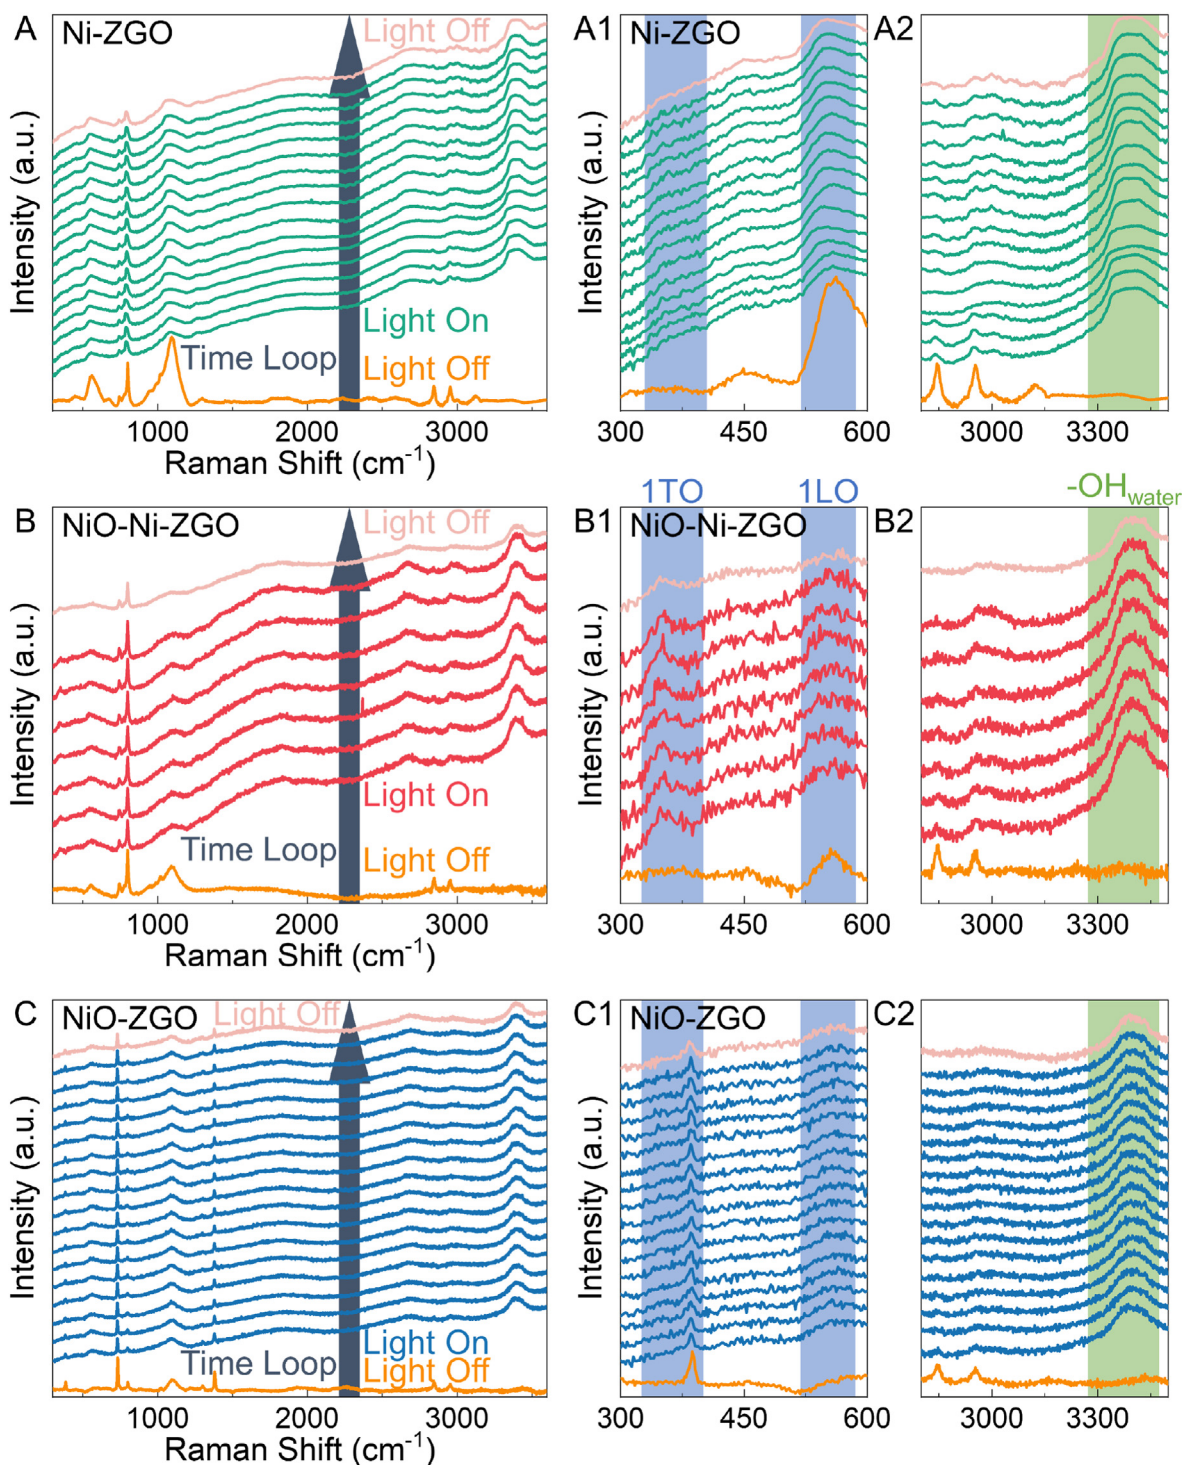 A
Ni-ZGO
Light Off
Light On
Time Loop
Light Off
Intensity (a.u.)
1000
2000
3000
Raman Shift (cm⁻¹)
A1
Ni-ZGO
Intensity (a.u.)
300
450
600
A2
3000
3300
1TO
1LO
-OHwater
B
NiO-Ni-ZGO
Light Off
Light On
Time Loop
Light Off
Intensity (a.u.)
1000
2000
3000
Raman Shift (cm⁻¹)
B1
NiO-Ni-ZGO
Intensity (a.u.)
300
450
600
B2
3000
3300
C
NiO-ZGO
Light Off
Light On
Time Loop
Light Off
Intensity (a.u.)
1000
2000
3000
Raman Shift (cm⁻¹)
C1
NiO-ZGO
Intensity (a.u.)
300
450
600
C2
3000
3300